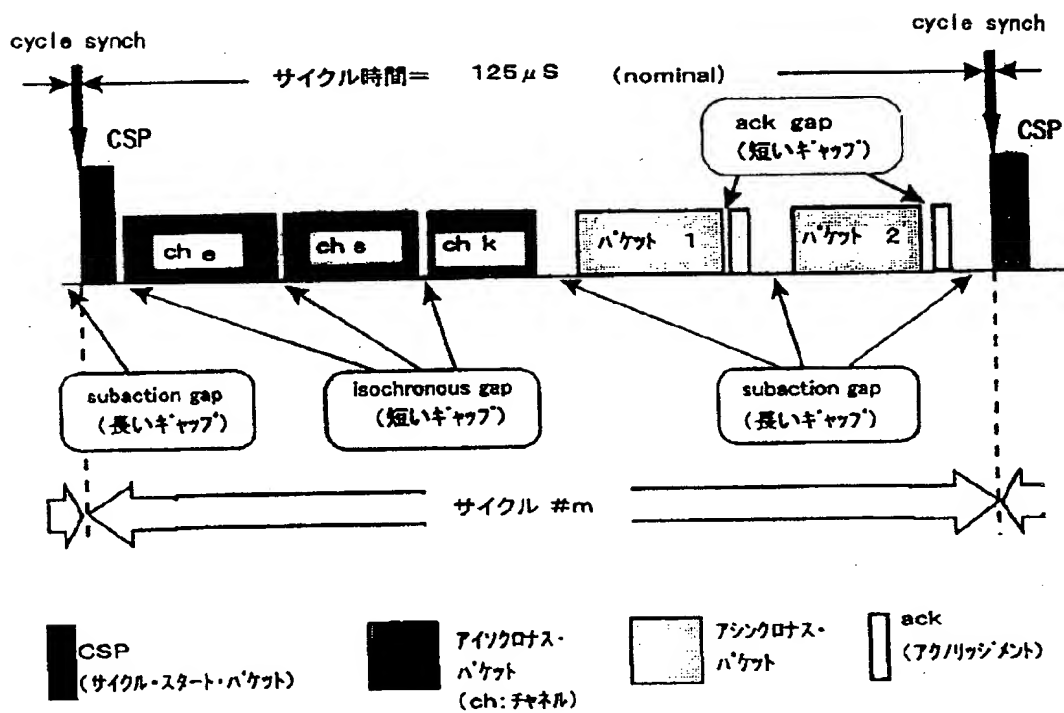 cycle synch
cycle synch
サイクル時間= 125μS (nominal)
CSP
CSP
ack gap
(短いギャップ)
ch e
ch s
ch k
パケット 1
パケット 2
subaction gap
(長いギャップ)
isochronous gap
(短いギャップ)
subaction gap
(長いギャップ)
サイクル #m
CSP
(サイクル・スタート・パケット)
アイソクロナス・
パケット
(ch:チャネル)
アシンクロナス・
パケット
ack
(アクノリッジメント)